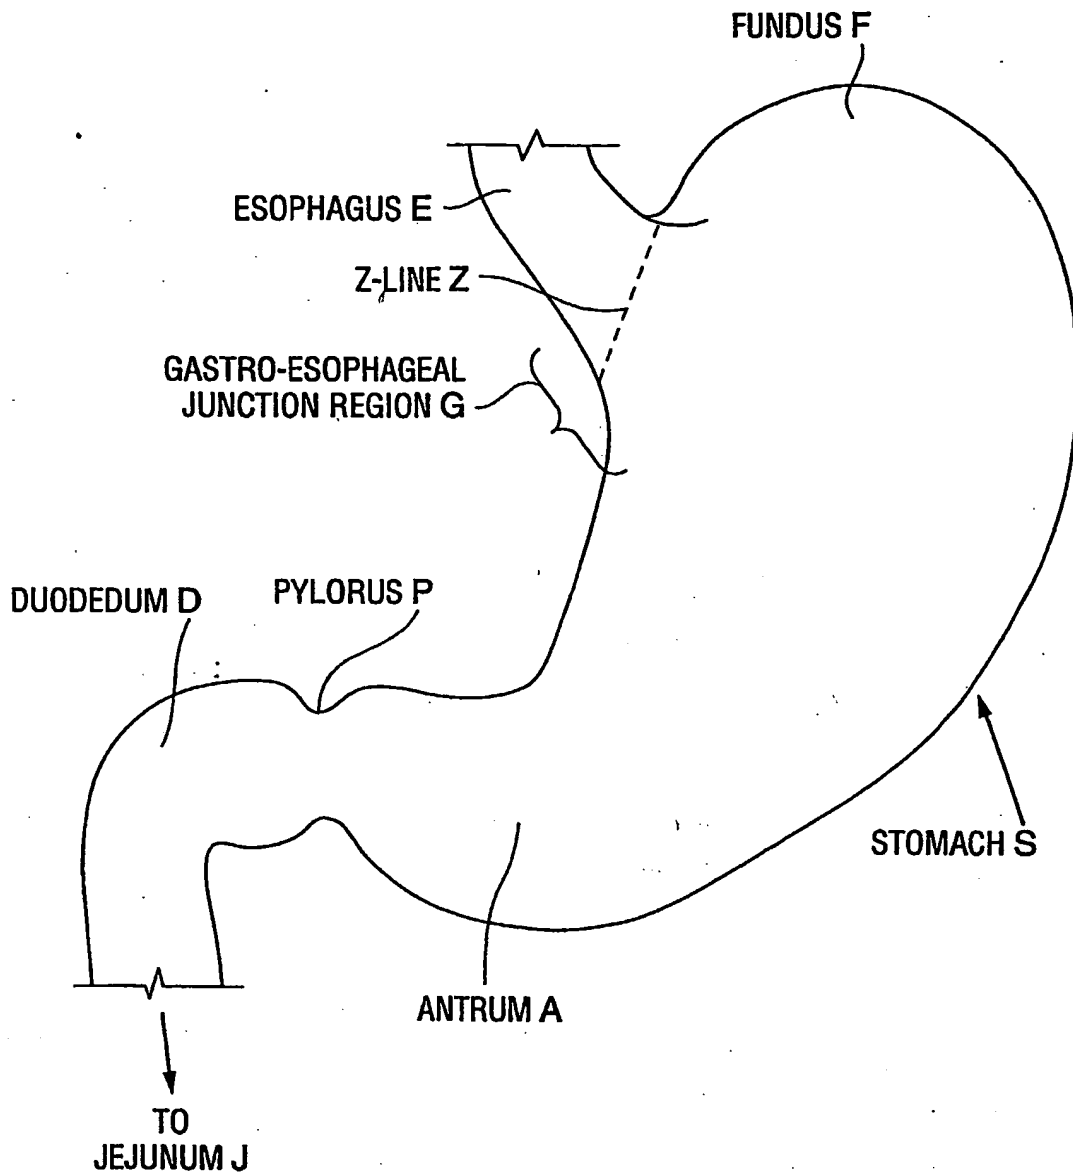 FUNDUS F
ESOPHAGUS E
Z-LINE Z
GASTRO-ESOPHAGEAL
JUNCTION REGION G
DUODEDUM D
PYLORUS P
STOMACH S
ANTRUM A
TO
JEJUNUM J